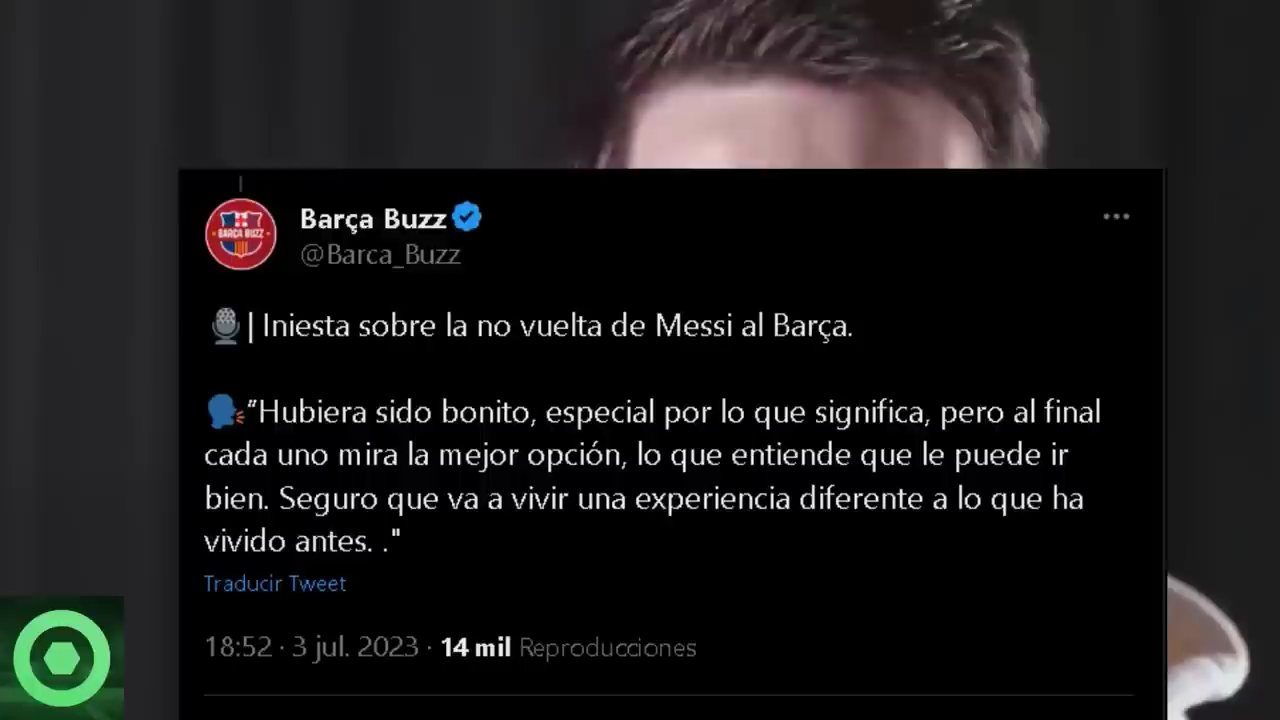 Barça Buzz
@Barca_Buzz
BARÇA BUZZ
🎙️| Iniesta sobre la no vuelta de Messi al Barça.
🗣️“Hubiera sido bonito, especial por lo que significa, pero al final
cada uno mira la mejor opción, lo que entiende que le puede ir
bien. Seguro que va a vivir una experiencia diferente a lo que ha
vivido antes. ."
Traducir Tweet
18:52 · 3 jul. 2023 · 14 mil Reproducciones